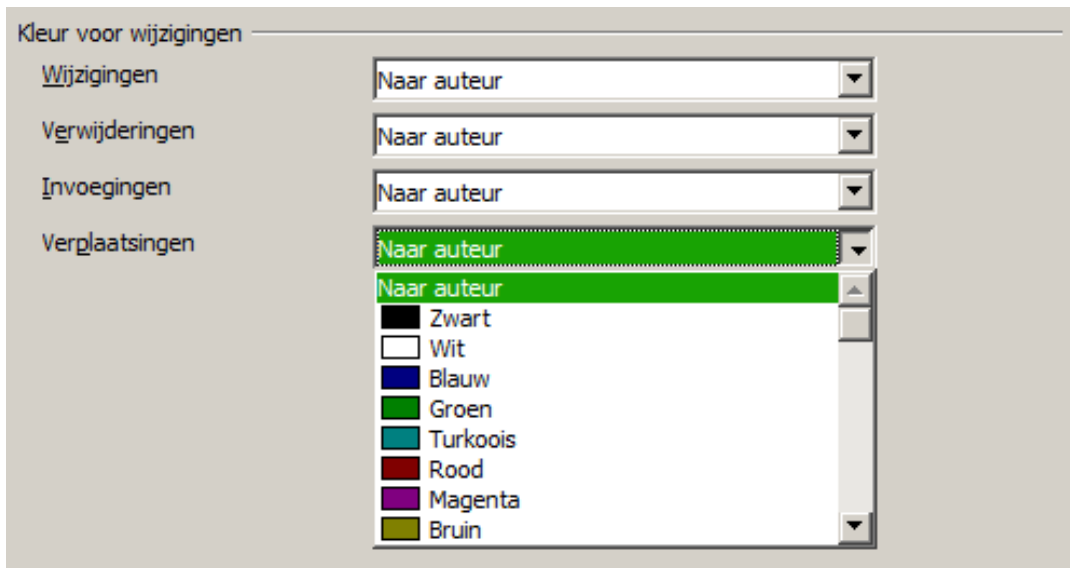 Kleur voor wijzigingen
Wijzigingen Naar auteur
Verwijderingen Naar auteur
Invoegingen Naar auteur
Verplaatsingen Naar auteur
Naar auteur
Zwart
Wit
Blauw
Groen
Turkoois
Rood
Magenta
Bruin